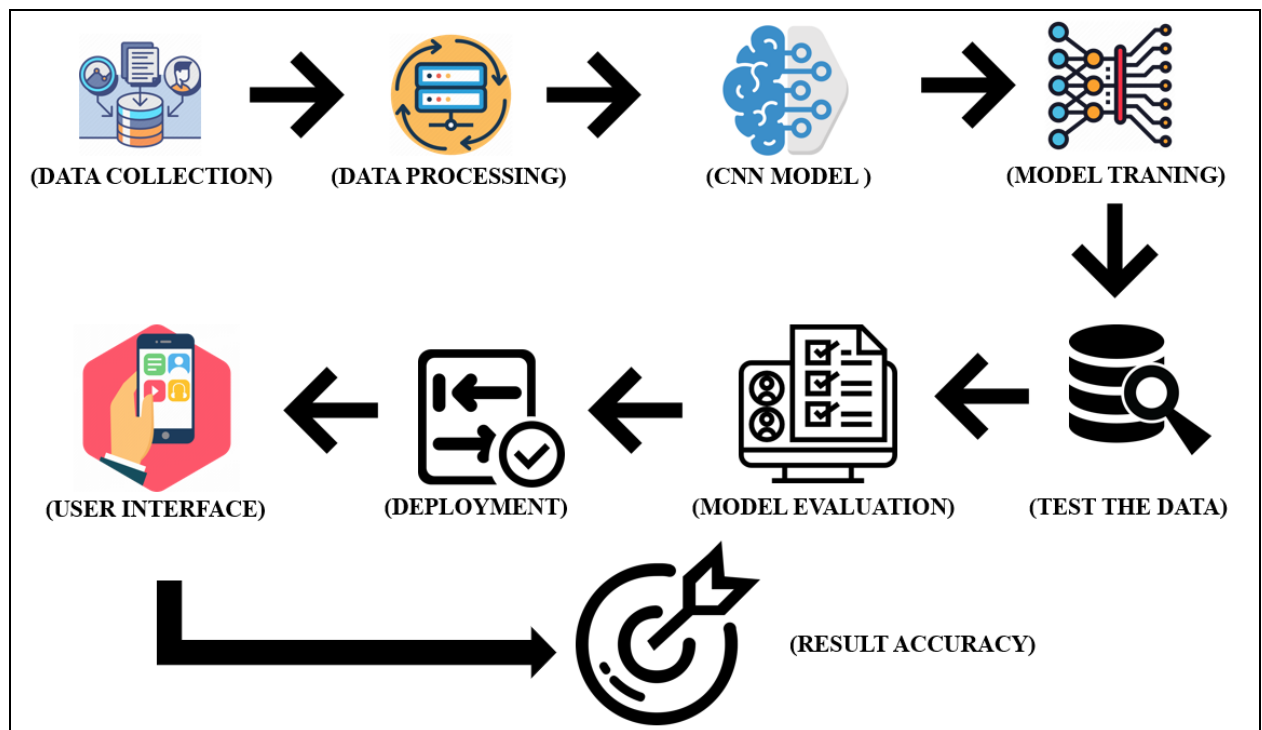 (DATA COLLECTION)
(DATA PROCESSING)
(CNN MODEL )
(MODEL TRANING)
(USER INTERFACE)
(DEPLOYMENT)
(MODEL EVALUATION)
(TEST THE DATA)
(RESULT ACCURACY)